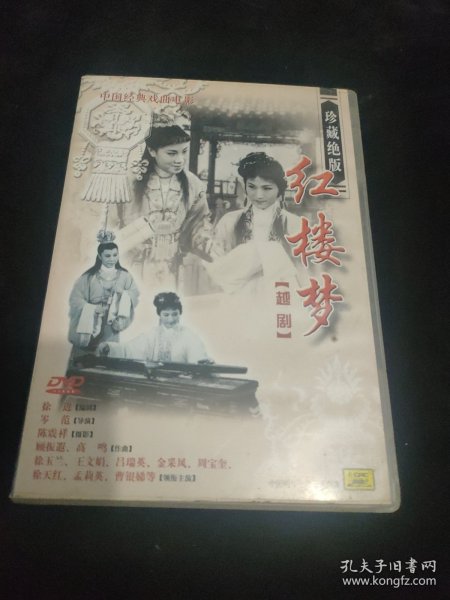 中国经典戏曲电影
珍藏绝版
红楼梦
【越剧】
DVD
徐进【编剧】
岑范【导演】
陈震祥【摄影】
顾振遐、高鸣【作曲】
徐玉兰、王文娟、吕瑞英、金采风、周宝奎、
徐天红、孟莉英、曹银娣等【领衔主演】
孔夫子旧书网
www.kongfz.com